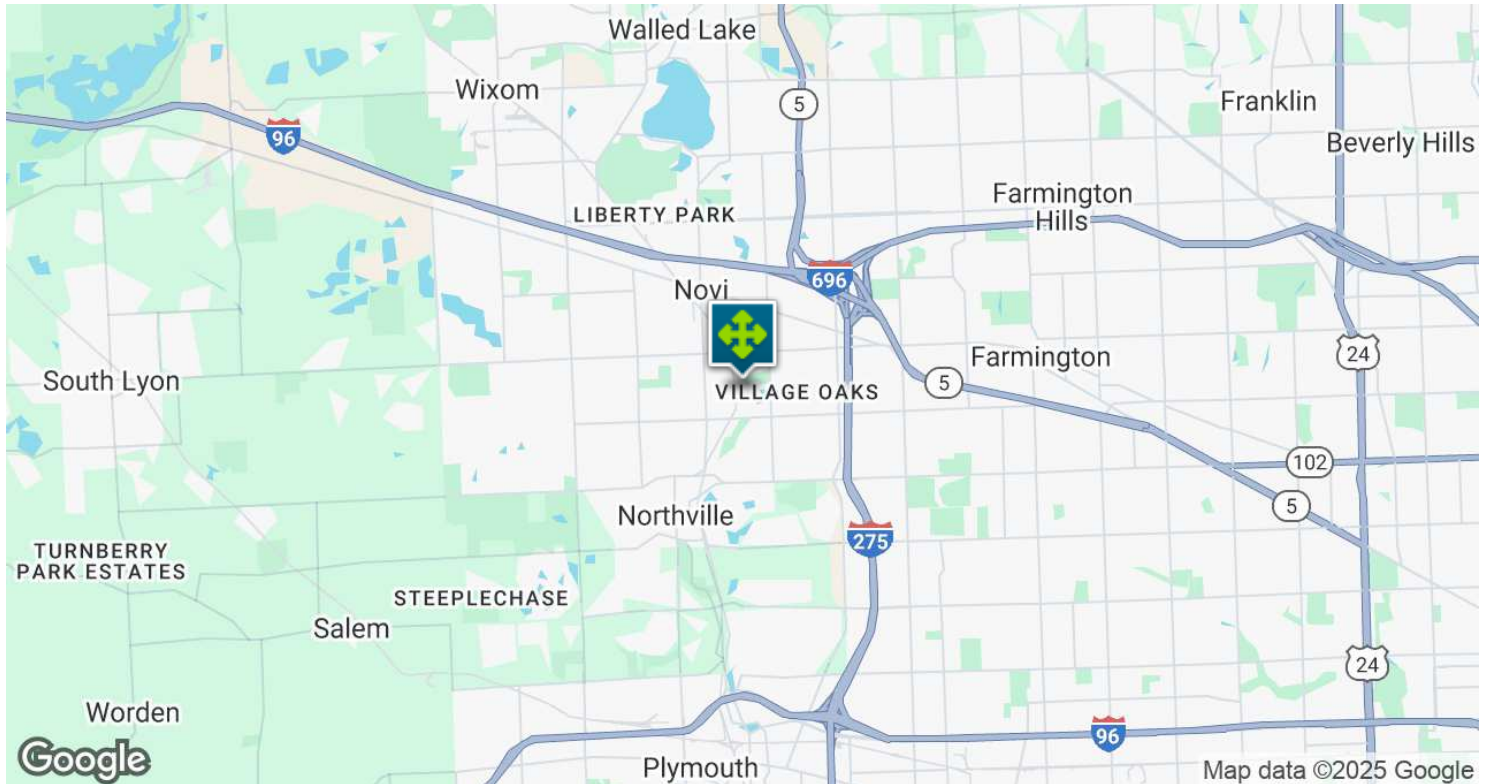 Walled Lake
Wixom
5
Franklin
96
Beverly Hills
Farmington
Hills
LIBERTY PARK
696
Novi
24
Farmington
South Lyon
5
VILLAGE OAKS
102
5
Northville
275
TURNBERRY
PARK ESTATES
STEEPLECHASE
Salem
24
Worden
96
Google
Plymouth
Map data ©2025 Google